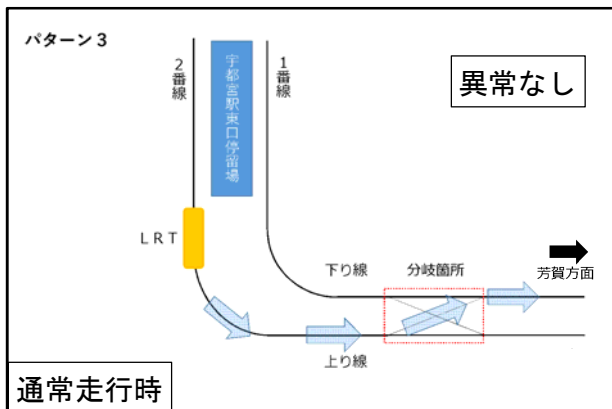 パターン３
2番線
宇都宮駅東口停留場
1番線
異常なし
ＬＲＴ
下り線
分岐箇所
芳賀方面
上り線
通常走行時